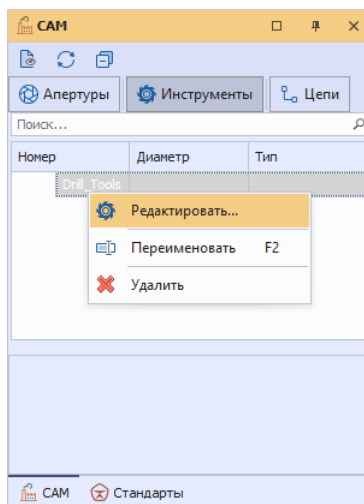 CAM
Апертуры Инструменты Цепи
Поиск...
Номер Диаметр Тип
Drill_Tools
Редактировать...
Переименовать F2
Удалить
CAM Стандарты